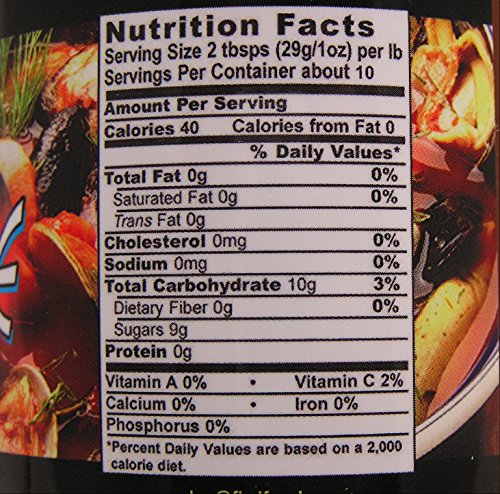 Nutrition Facts
Serving Size 2 tbsps (29g/1oz) per lb
Servings Per Container about 10
Amount Per Serving
Calories 40 Calories from Fat 0
% Daily Values*
Total Fat 0g 0%
Saturated Fat 0g 0%
Trans Fat 0g
Cholesterol 0mg 0%
Sodium 0mg 0%
Total Carbohydrate 10g 3%
Dietary Fiber 0g 0%
Sugars 9g
Protein 0g
Vitamin A 0% • Vitamin C 2%
Calcium 0% • Iron 0%
Phosphorus 0%
*Percent Daily Values are based on a 2,000
calorie diet.